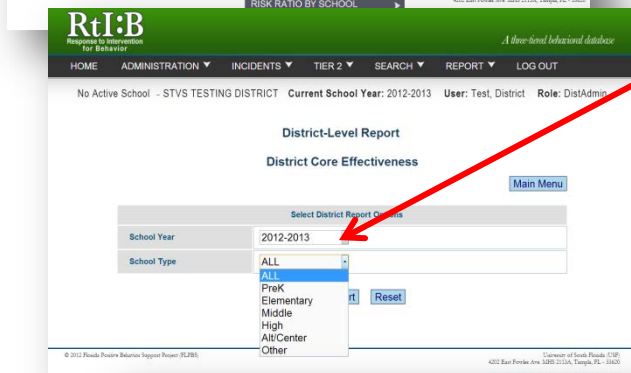 RISK RATIO BY SCHOOL
RtI:B
Response to Intervention
for Behavior
A three-tiered behavioral database
HOME ADMINISTRATION INCIDENTS TIER 2 SEARCH REPORT LOG OUT
No Active School - STVS TESTING DISTRICT Current School Year: 2012-2013 User: Test, District Role: DistAdmin
District-Level Report
District Core Effectiveness
Main Menu
Select District Report Options
School Year 2012-2013
School Type ALL
ALL
PreK
Elementary
Middle
High
Alt/Center
Other
rt Reset
© 2012 Florida Positive Behavior Support Project (FLPBS)
University of South Florida (USF)
4202 East Fowler Ave. MHS 2113A, Tampa, FL - 33620